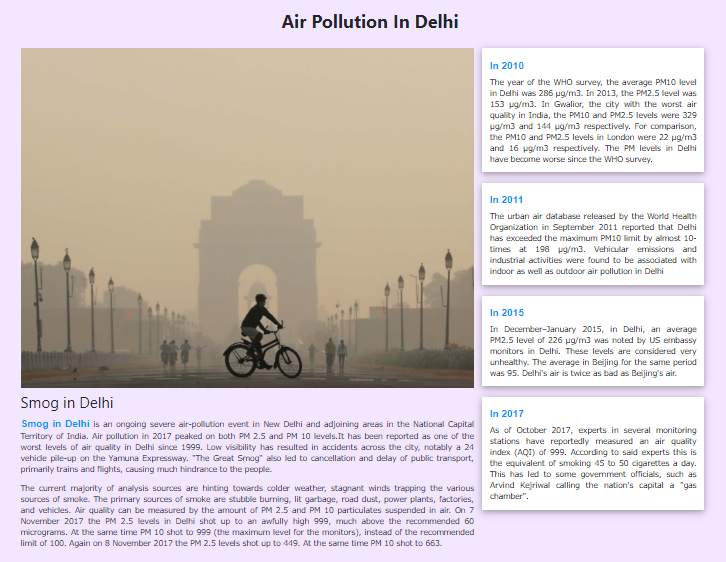 Air Pollution In Delhi
Smog in Delhi
Smog in Delhi is an ongoing severe air-pollution event in New Delhi and adjoining areas in the National Capital
Territory of India. Air pollution in 2017 peaked on both PM 2.5 and PM 10 levels.It has been reported as one of the
worst levels of air quality in Delhi since 1999. Low visibility has resulted in accidents across the city, notably a 24
vehicle pile-up on the Yamuna Expressway. "The Great Smog" also led to cancellation and delay of public transport,
primarily trains and flights, causing much hindrance to the people.
The current majority of analysis sources are hinting towards colder weather, stagnant winds trapping the various
sources of smoke. The primary sources of smoke are stubble burning, lit garbage, road dust, power plants, factories,
and vehicles. Air quality can be measured by the amount of PM 2.5 and PM 10 particulates suspended in air. On 7
November 2017 the PM 2.5 levels in Delhi shot up to an awfully high 999, much above the recommended 60
micrograms. At the same time PM 10 shot to 999 (the maximum level for the monitors), instead of the recommended
limit of 100. Again on 8 November 2017 the PM 2.5 levels shot up to 449. At the same time PM 10 shot to 663.
In 2010
The year of the WHO survey, the average PM10 level
in Delhi was 286 μg/m3. In 2013, the PM2.5 level was
153 μg/m3. In Gwalior, the city with the worst air
quality in India, the PM10 and PM2.5 levels were 329
μg/m3 and 144 μg/m3 respectively. For comparison,
the PM10 and PM2.5 levels in London were 22 μg/m3
and 16 μg/m3 respectively. The PM levels in Delhi
have become worse since the WHO survey.
In 2011
The urban air database released by the World Health
Organization in September 2011 reported that Delhi
has exceeded the maximum PM10 limit by almost 10-
times at 198 μg/m3. Vehicular emissions and
industrial activities were found to be associated with
indoor as well as outdoor air pollution in Delhi
In 2015
In December–January 2015, in Delhi, an average
PM2.5 level of 226 μg/m3 was noted by US embassy
monitors in Delhi. These levels are considered very
unhealthy. The average in Beijing for the same period
was 95. Delhi's air is twice as bad as Beijing's air.
In 2017
As of October 2017, experts in several monitoring
stations have reportedly measured an air quality
index (AQI) of 999. According to said experts this is
the equivalent of smoking 45 to 50 cigarettes a day.
This has led to some government officials, such as
Arvind Kejriwal calling the nation's capital a "gas
chamber".